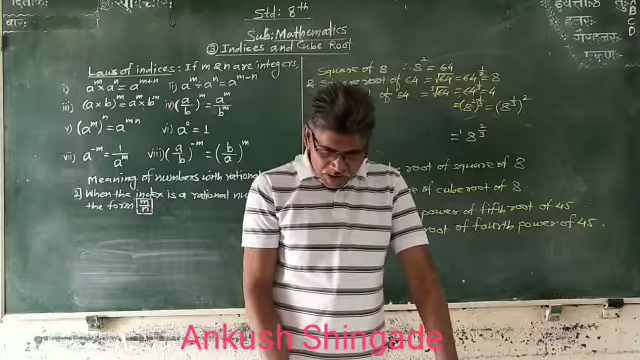 Std: 8th
Sub: Mathematics
③ Indices and Cube Root
Laws of indices: If m & n are integers,
i) aᵐ × aⁿ = aᵐ⁺ⁿ ii) aᵐ ÷ aⁿ = aᵐ⁻ⁿ
iii) (a×b)ᵐ = aᵐ × bᵐ iv) (a/b)ᵐ = aᵐ/bᵐ
v) (aᵐ)ⁿ = aᵐⁿ vi) a⁰ = 1
vii) a⁻ᵐ = 1/aᵐ viii) (a/b)⁻ᵐ = (b/a)ᵐ
Meaning of numbers with rational
2) When the index is a rational
the form m/n
Square of 8 ∴ 8² = 64
root of 64 = √64 = 64^(1/2) = 8
of 64 = ³√64 = 64^(1/3) = 4
= (8²)^(1/3) = (8^(1/3))²
= 8^(2/3)
root of square of 8
of cube root of 8
power of fifth root of 45
root of fourth power of 45.
B
C
D
Ankush Shingade